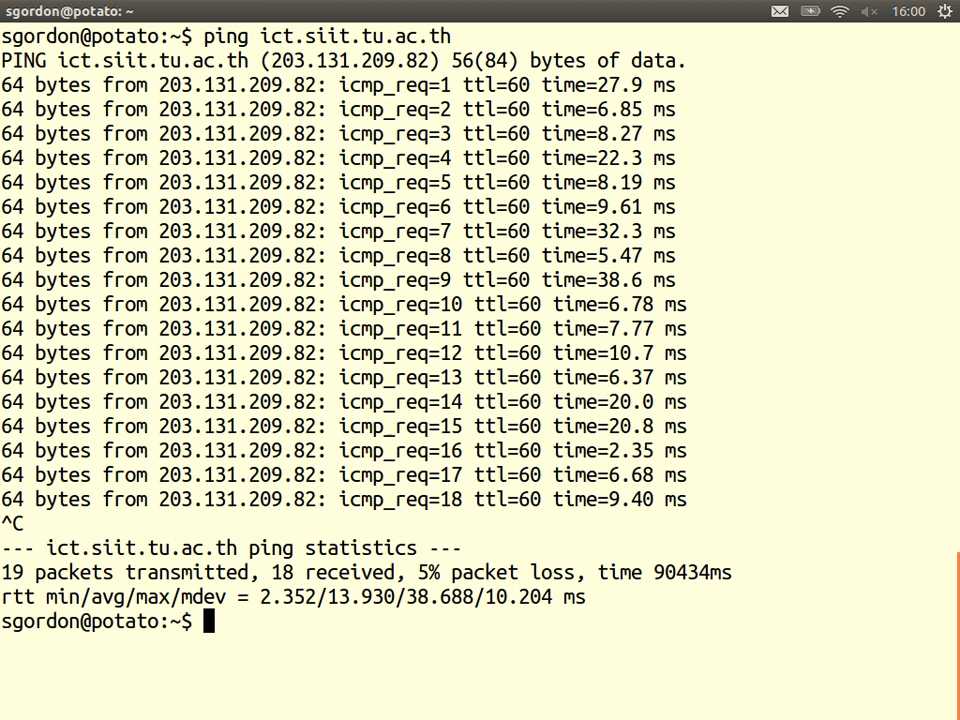 sgordon@potato: ~ 16:00
sgordon@potato:~$ ping ict.siit.tu.ac.th
PING ict.siit.tu.ac.th (203.131.209.82) 56(84) bytes of data.
64 bytes from 203.131.209.82: icmp_req=1 ttl=60 time=27.9 ms
64 bytes from 203.131.209.82: icmp_req=2 ttl=60 time=6.85 ms
64 bytes from 203.131.209.82: icmp_req=3 ttl=60 time=8.27 ms
64 bytes from 203.131.209.82: icmp_req=4 ttl=60 time=22.3 ms
64 bytes from 203.131.209.82: icmp_req=5 ttl=60 time=8.19 ms
64 bytes from 203.131.209.82: icmp_req=6 ttl=60 time=9.61 ms
64 bytes from 203.131.209.82: icmp_req=7 ttl=60 time=32.3 ms
64 bytes from 203.131.209.82: icmp_req=8 ttl=60 time=5.47 ms
64 bytes from 203.131.209.82: icmp_req=9 ttl=60 time=38.6 ms
64 bytes from 203.131.209.82: icmp_req=10 ttl=60 time=6.78 ms
64 bytes from 203.131.209.82: icmp_req=11 ttl=60 time=7.77 ms
64 bytes from 203.131.209.82: icmp_req=12 ttl=60 time=10.7 ms
64 bytes from 203.131.209.82: icmp_req=13 ttl=60 time=6.37 ms
64 bytes from 203.131.209.82: icmp_req=14 ttl=60 time=20.0 ms
64 bytes from 203.131.209.82: icmp_req=15 ttl=60 time=20.8 ms
64 bytes from 203.131.209.82: icmp_req=16 ttl=60 time=2.35 ms
64 bytes from 203.131.209.82: icmp_req=17 ttl=60 time=6.68 ms
64 bytes from 203.131.209.82: icmp_req=18 ttl=60 time=9.40 ms
^C
--- ict.siit.tu.ac.th ping statistics ---
19 packets transmitted, 18 received, 5% packet loss, time 90434ms
rtt min/avg/max/mdev = 2.352/13.930/38.688/10.204 ms
sgordon@potato:~$